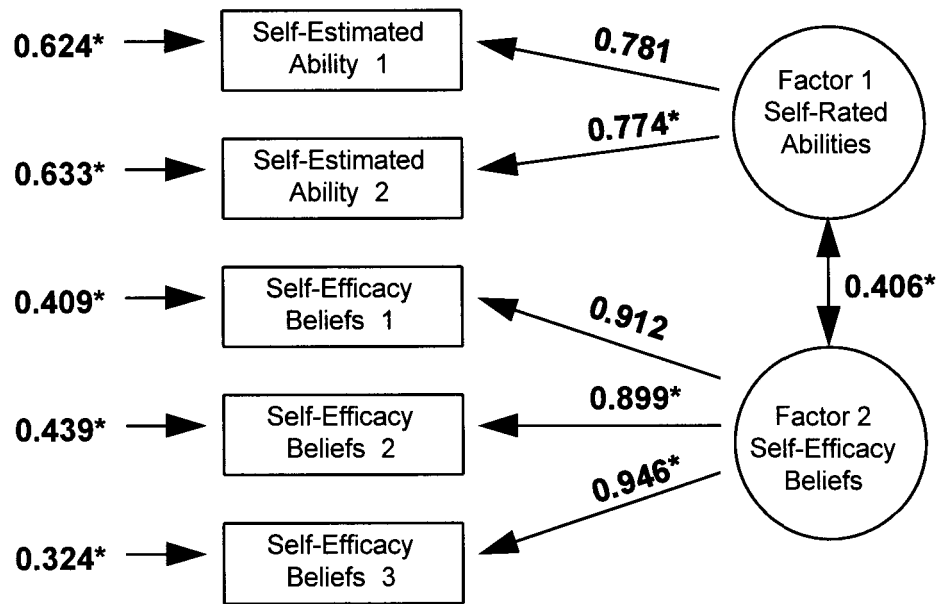 0.624*
Self-Estimated
Ability 1
0.781
Factor 1
Self-Rated
Abilities
0.633*
Self-Estimated
Ability 2
0.774*
0.409*
Self-Efficacy
Beliefs 1
0.912
0.406*
0.439*
Self-Efficacy
Beliefs 2
0.899*
Factor 2
Self-Efficacy
Beliefs
0.324*
Self-Efficacy
Beliefs 3
0.946*